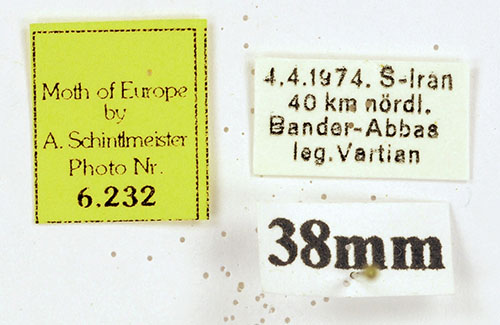 Moth of Europe
by
A. Schintlmeister
Photo Nr.
6.232
4.4.1974. S-Iran
40 km nördl.
Bander-Abbas
leg. Vartian
38mm